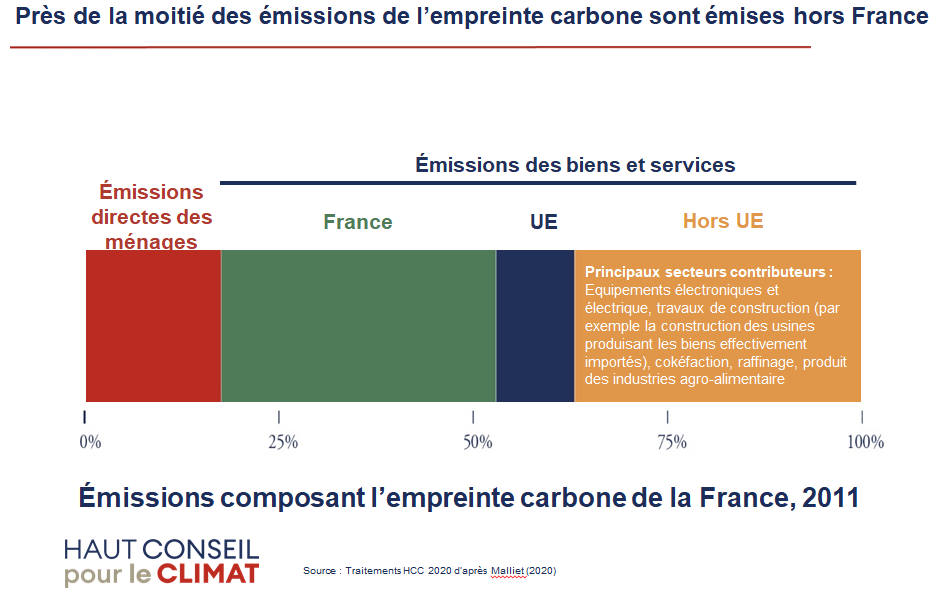 Près de la moitié des émissions de l’empreinte carbone sont émises hors France
Émissions des biens et services
Émissions
directes des
ménages
France
UE
Hors UE
Principaux secteurs contributeurs :
Equipements électroniques et
électrique, travaux de construction (par
exemple la construction des usines
produisant les biens effectivement
importés), cokéfaction, raffinage, produit
des industries agro-alimentaire
0%
25%
50%
75%
100%
Émissions composant l’empreinte carbone de la France, 2011
HAUT CONSEIL
pour le CLIMAT
Source : Traitements HCC 2020 d'après Malliet (2020)